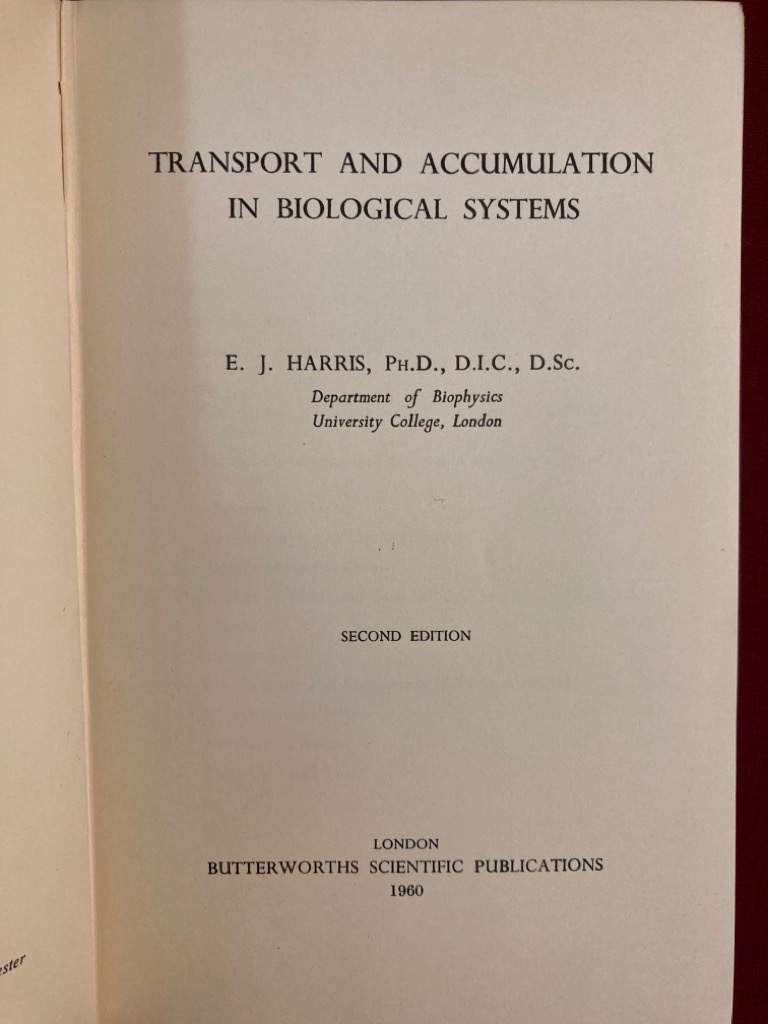 TRANSPORT AND ACCUMULATION
IN BIOLOGICAL SYSTEMS
E. J. HARRIS, PH.D., D.I.C., D.SC.
Department of Biophysics
University College, London
SECOND EDITION
LONDON
BUTTERWORTHS SCIENTIFIC PUBLICATIONS
1960